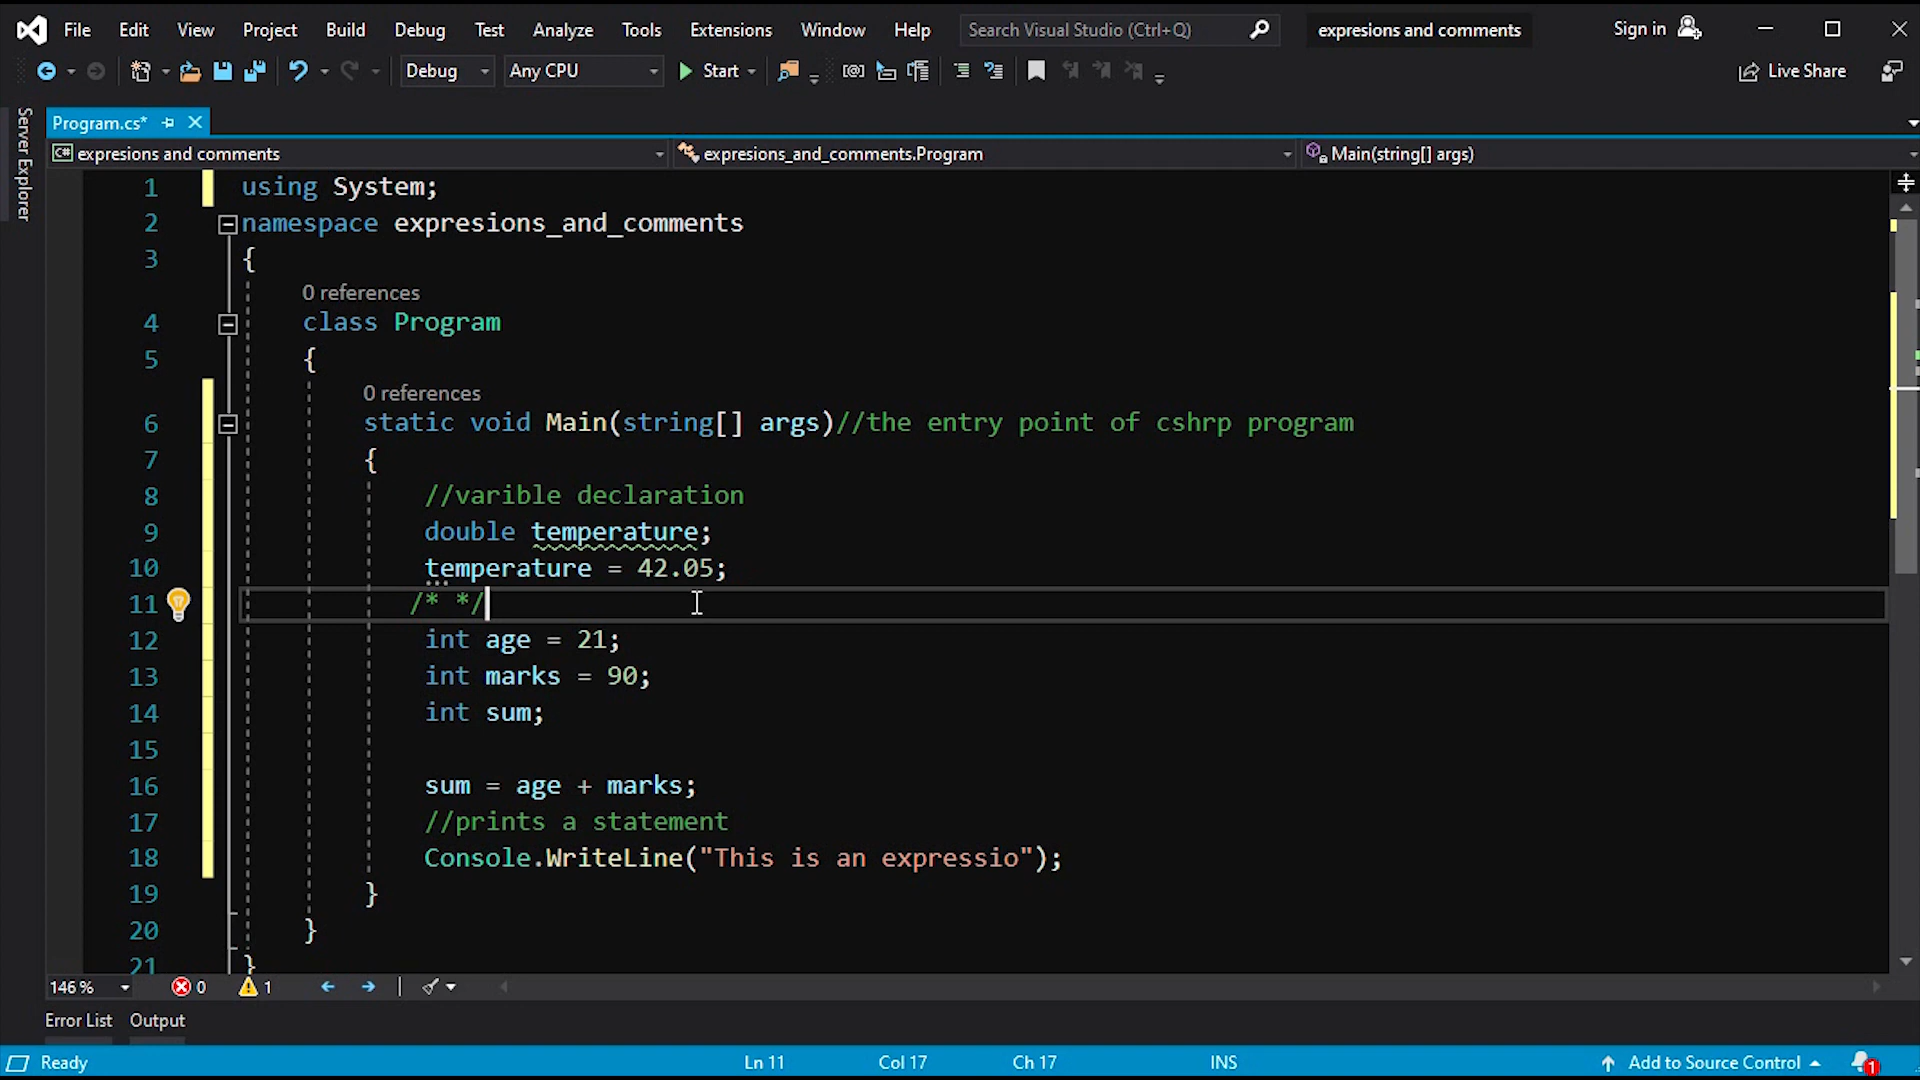 File Edit View Project Build Debug Test Analyze Tools Extensions Window Help Search Visual Studio (Ctrl+Q) expresions and comments Sign in
Debug Any CPU Start Live Share
Server Explorer
Program.cs*
C# expresions and comments expresions_and_comments.Program Main(string[] args)
1 using System;
2 namespace expresions_and_comments
3 {
0 references
4 class Program
5 {
0 references
6 static void Main(string[] args)//the entry point of cshrp program
7 {
8 //varible declaration
9 double temperature;
10 temperature = 42.05;
11 /* */
12 int age = 21;
13 int marks = 90;
14 int sum;
15
16 sum = age + marks;
17 //prints a statement
18 Console.WriteLine("This is an expressio");
19 }
20 }
21 }
146 % 0 1
Error List Output
Ready Ln 11 Col 17 Ch 17 INS Add to Source Control 1